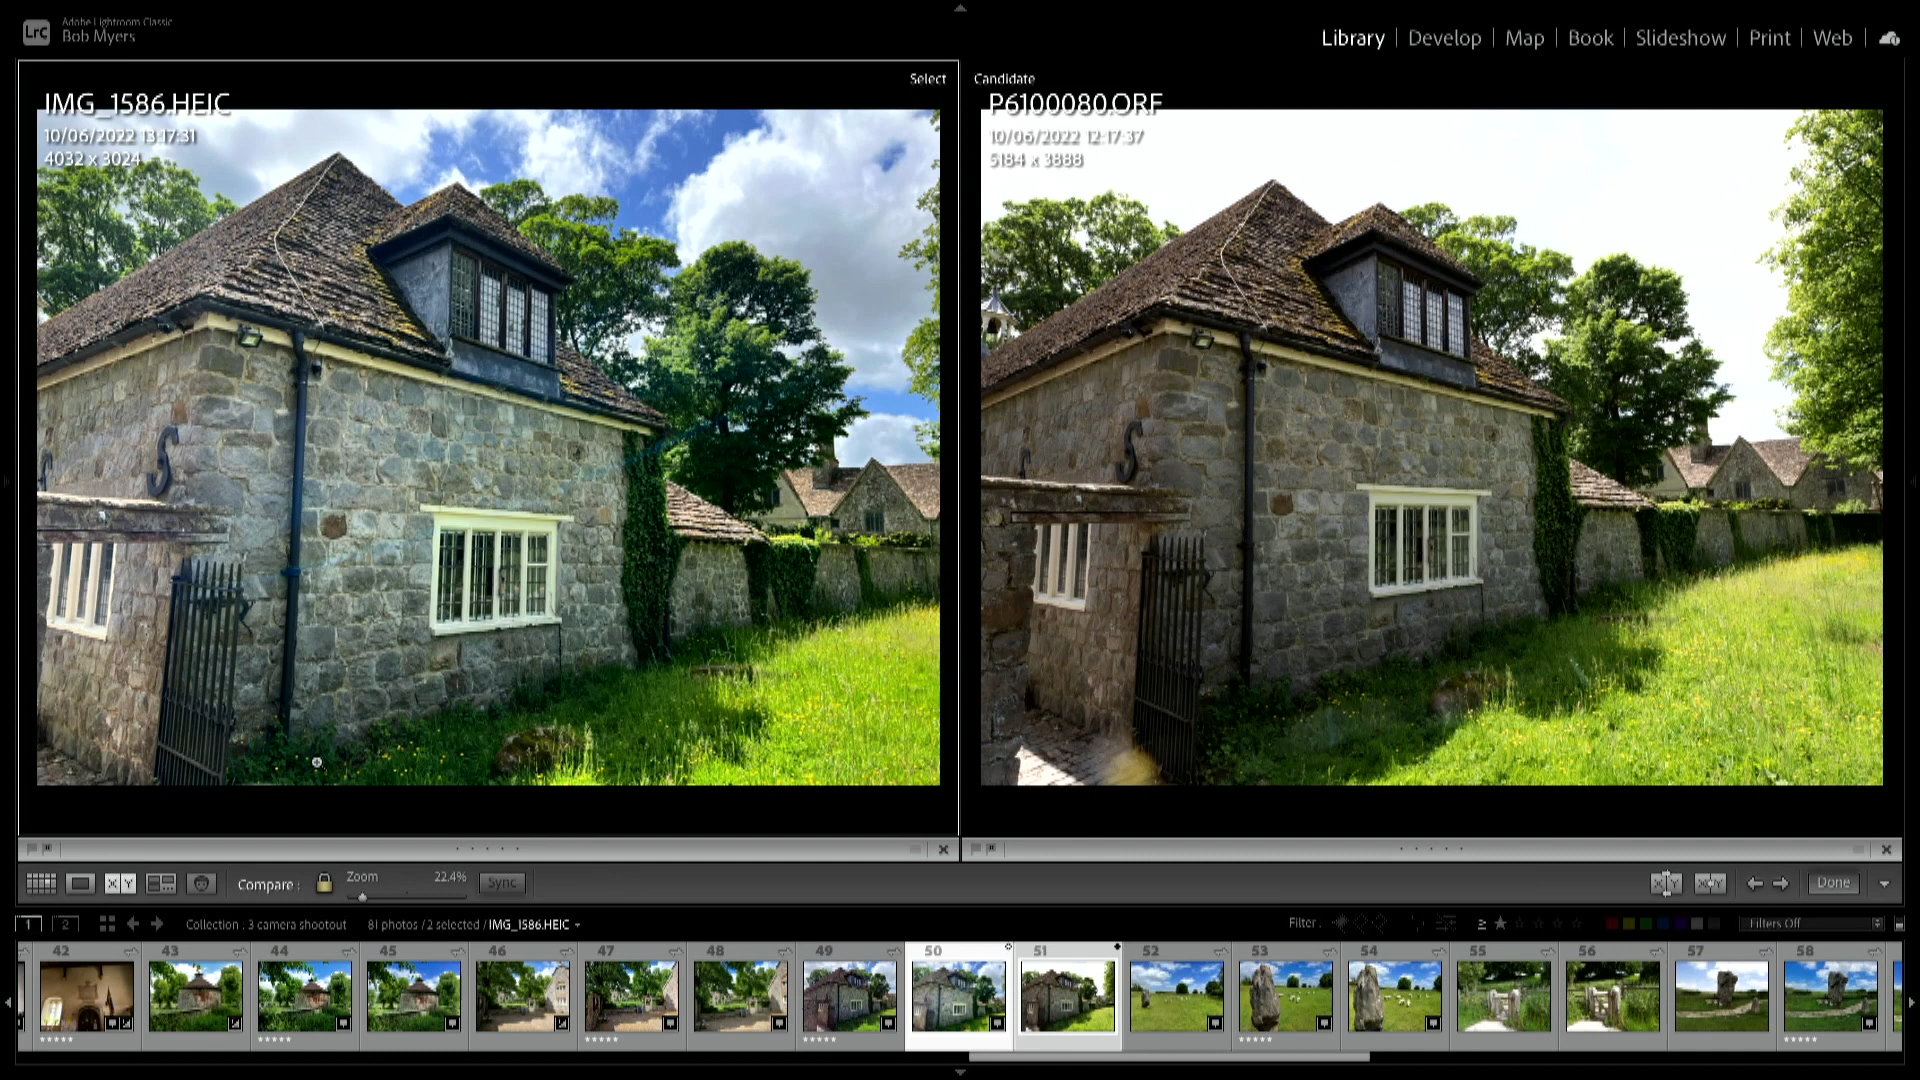 LrC
Adobe Lightroom Classic
Bob Myers
Library Develop Map Book Slideshow Print Web
Select
IMG_1586.HEIC
10/06/2022 13:17:31
4032 x 3024
Candidate
P6100080.ORF
10/06/2022 12:17:37
5184 x 3888
Compare : Zoom 22.4% Sync
XY XY Done
1 2 Collection : 3 camera shootout 81 photos / 2 selected / IMG_1586.HEIC Filter : Filters Off
42 43 44 45 46 47 48 49 50 51 52 53 54 55 56 57 58